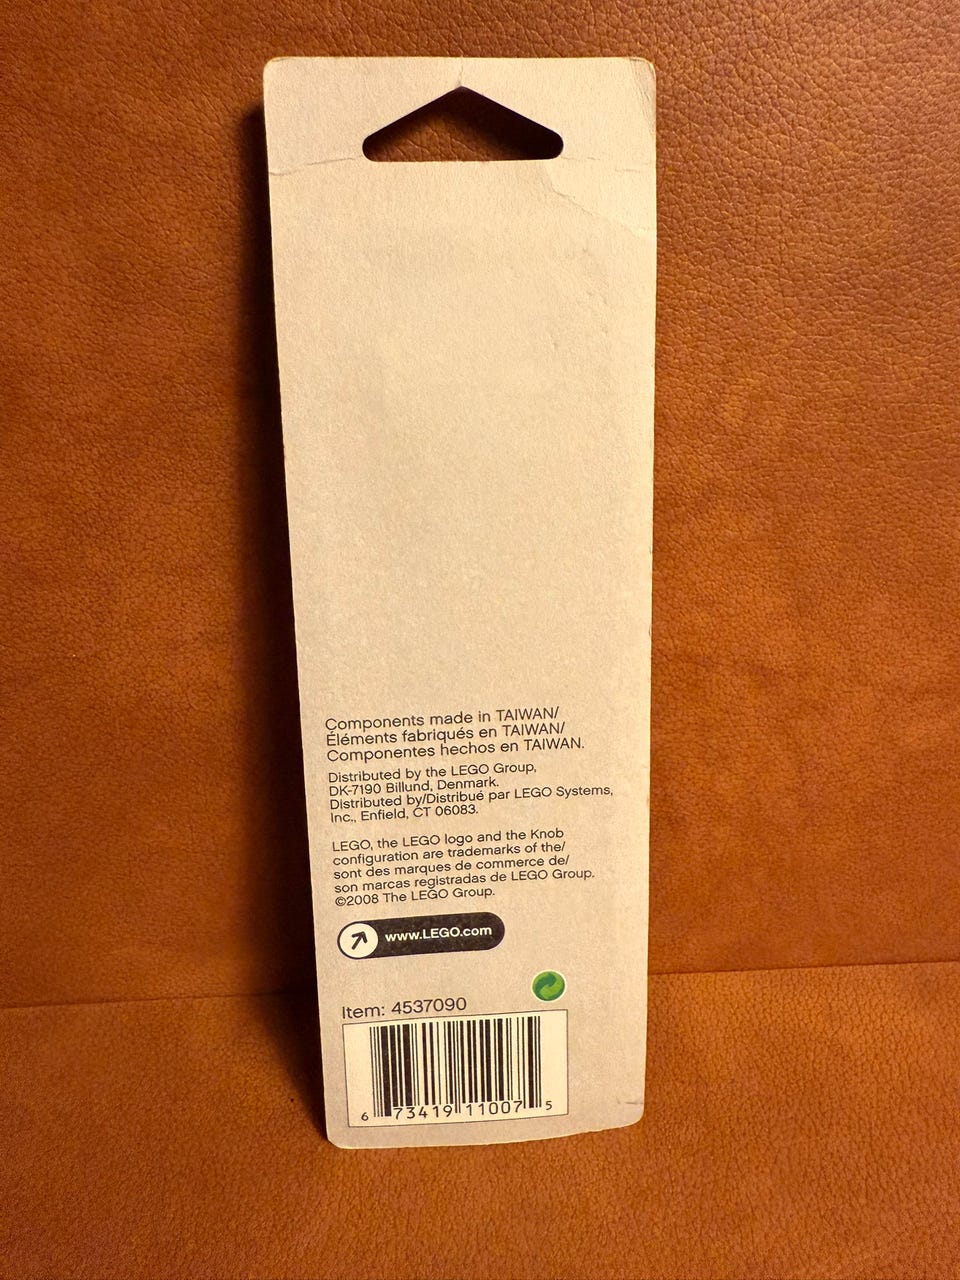 Components made in TAIWAN/
Éléments fabriqués en TAIWAN/
Componentes hechos en TAIWAN.
Distributed by the LEGO Group,
DK-7190 Billund, Denmark.
Distributed by/Distribué par LEGO Systems,
Inc., Enfield, CT 06083.
LEGO, the LEGO logo and the Knob
configuration are trademarks of the/
sont des marques de commerce de/
son marcas registradas de LEGO Group.
©2008 The LEGO Group.
www.LEGO.com
Item: 4537090
6 73419 11007 5